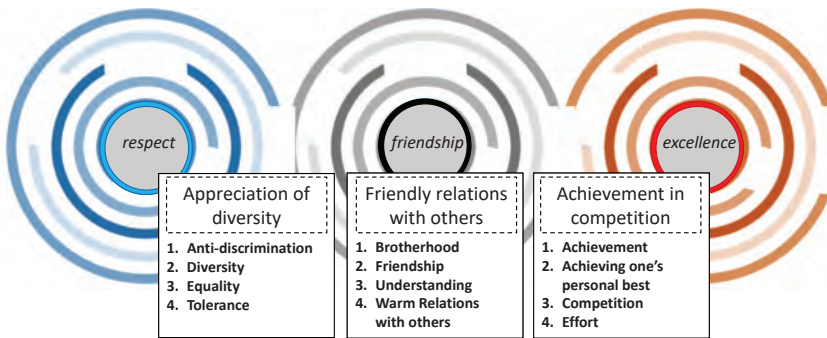 respect
friendship
excellence
Appreciation of
diversity
1. Anti-discrimination
2. Diversity
3. Equality
4. Tolerance
Friendly relations
with others
1. Brotherhood
2. Friendship
3. Understanding
4. Warm Relations
with others
Achievement in
competition
1. Achievement
2. Achieving one's
personal best
3. Competition
4. Effort